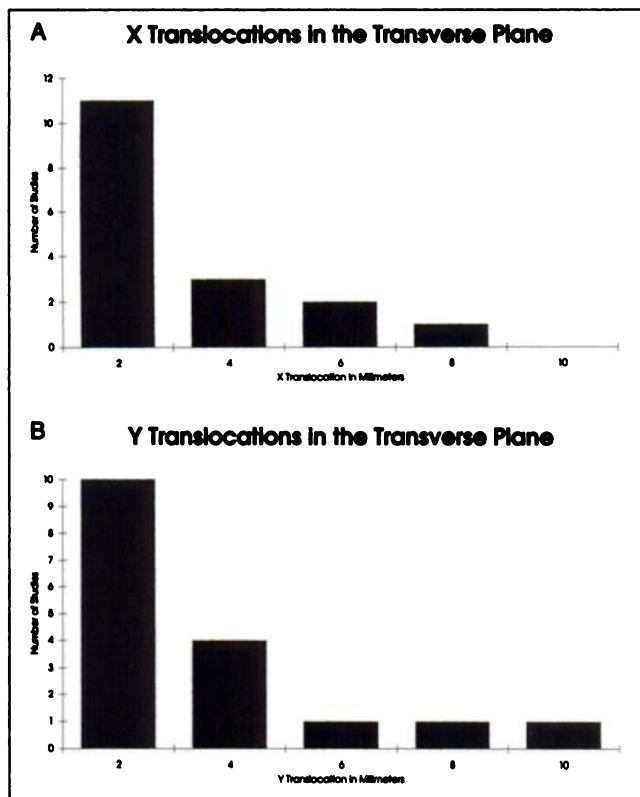 A
X Translocations in the Transverse Plane
12
10
8
6
4
2
0
Number of Studies
2 4 6 8 10
X Translocation in Millimeters
B
Y Translocations in the Transverse Plane
10
9
8
7
6
5
4
3
2
1
0
Number of Studies
2 4 6 8 10
Y Translocation in Millimeters